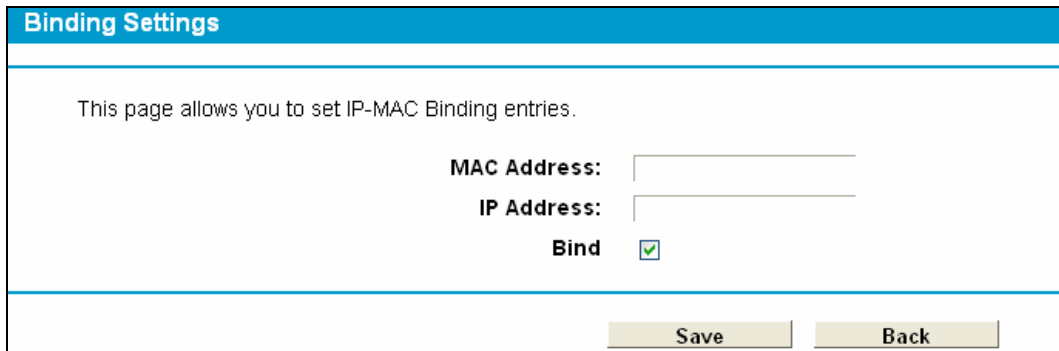 Binding Settings
This page allows you to set IP-MAC Binding entries.
MAC Address:
IP Address:
Bind
Save Back